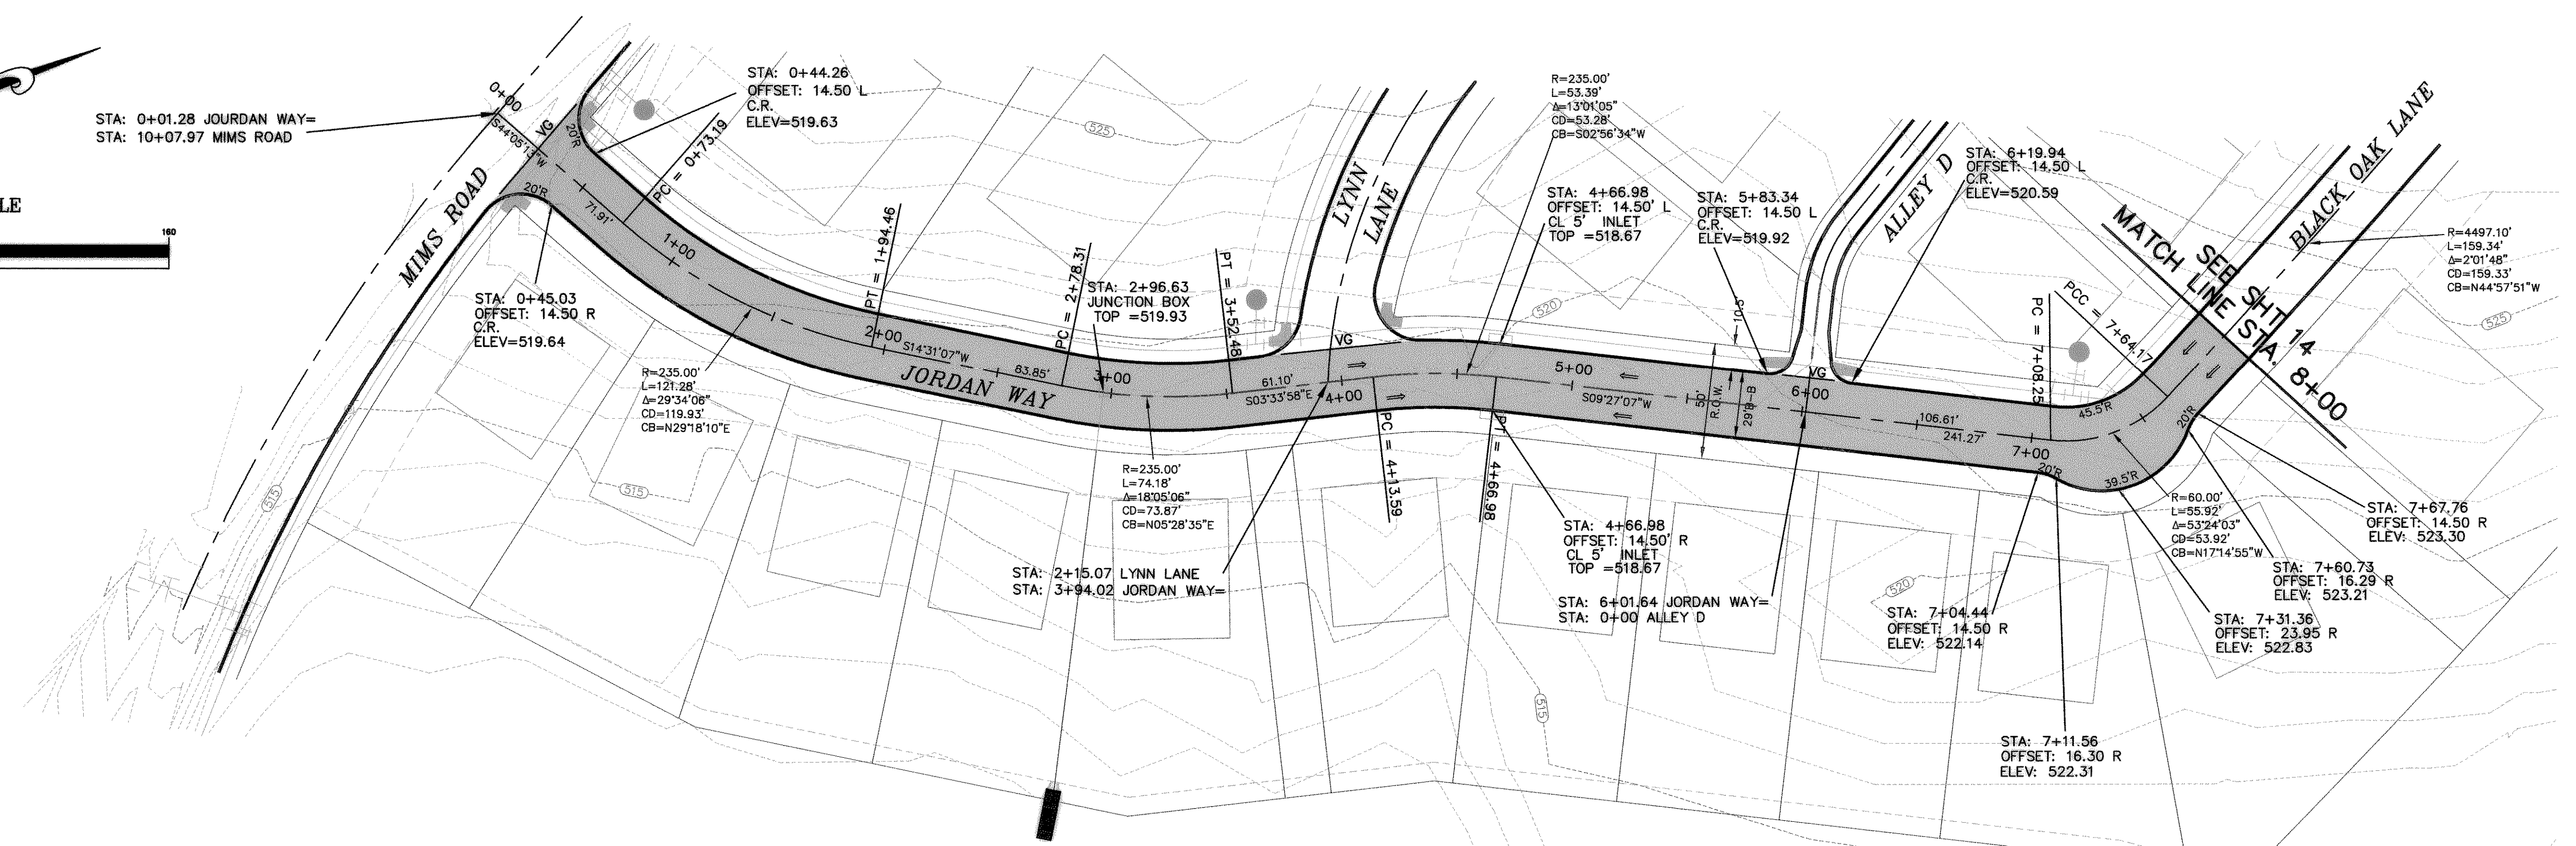 STA: 0+01.28 JOURDAN WAY=
STA: 10+07.97 MIMS ROAD
LE
160
0+00
VG
S44°05'13"W
20'R
20'R
71.91'
MIMS ROAD
STA: 0+44.26
OFFSET: 14.50 L
C.R.
ELEV=519.63
PC = 0+73.19
STA: 0+45.03
OFFSET: 14.50 R
C.R.
ELEV=519.64
1+00
PT = 1+94.46
2+00
S14°31'07"W
83.85'
JORDAN WAY
R=235.00'
L=121.28'
Δ=29°34'06"
CD=119.93'
CB=N29°18'10"E
515
515
525
PC = 2+78.31
STA: 2+96.63
JUNCTION BOX
TOP =519.93
3+00
PT = 3+52.48
61.10'
S03°33'58"E
R=235.00'
L=74.18'
Δ=18°05'06"
CD=73.87'
CB=N05°28'35"E
STA: 2+15.07 LYNN LANE
STA: 3+94.02 JORDAN WAY=
LYNN
LANE
VG
4+00
PC = 4+13.59
PT = 4+66.98
R=235.00'
L=53.39'
Δ=13°01'05"
CD=53.28'
CB=S02°56'34"W
STA: 4+66.98
OFFSET: 14.50' L
CL 5' INLET
TOP =518.67
520
STA: 4+66.98
OFFSET: 14.50' R
CL 5' INLET
TOP =518.67
5+00
S09°27'07"W
10.5'
50'
R.O.W.
29'B-B
STA: 5+83.34
OFFSET: 14.50 L
C.R.
ELEV=519.92
ALLEY D
STA: 6+19.94
OFFSET: 14.50 L
C.R.
ELEV=520.59
VG
6+00
STA: 6+01.64 JORDAN WAY=
STA: 0+00 ALLEY D
515
520
106.61'
241.27'
7+00
PC = 7+08.25
PCC = 7+64.17
45.5'R
20'R
39.5'R
20'R
STA: 7+04.44
OFFSET: 14.50 R
ELEV: 522.14
STA: 7+11.56
OFFSET: 16.30 R
ELEV: 522.31
STA: 7+31.36
OFFSET: 23.95 R
ELEV: 522.83
STA: 7+60.73
OFFSET: 16.29 R
ELEV: 523.21
STA: 7+67.76
OFFSET: 14.50 R
ELEV: 523.30
R=60.00'
L=55.92'
Δ=53°24'03"
CD=53.92'
CB=N17°14'55"W
SEE SHT 14
MATCH LINE STA. 8+00
BLACK OAK LANE
R=4497.10'
L=159.34'
Δ=2°01'48"
CD=159.33'
CB=N44°57'51"W
525